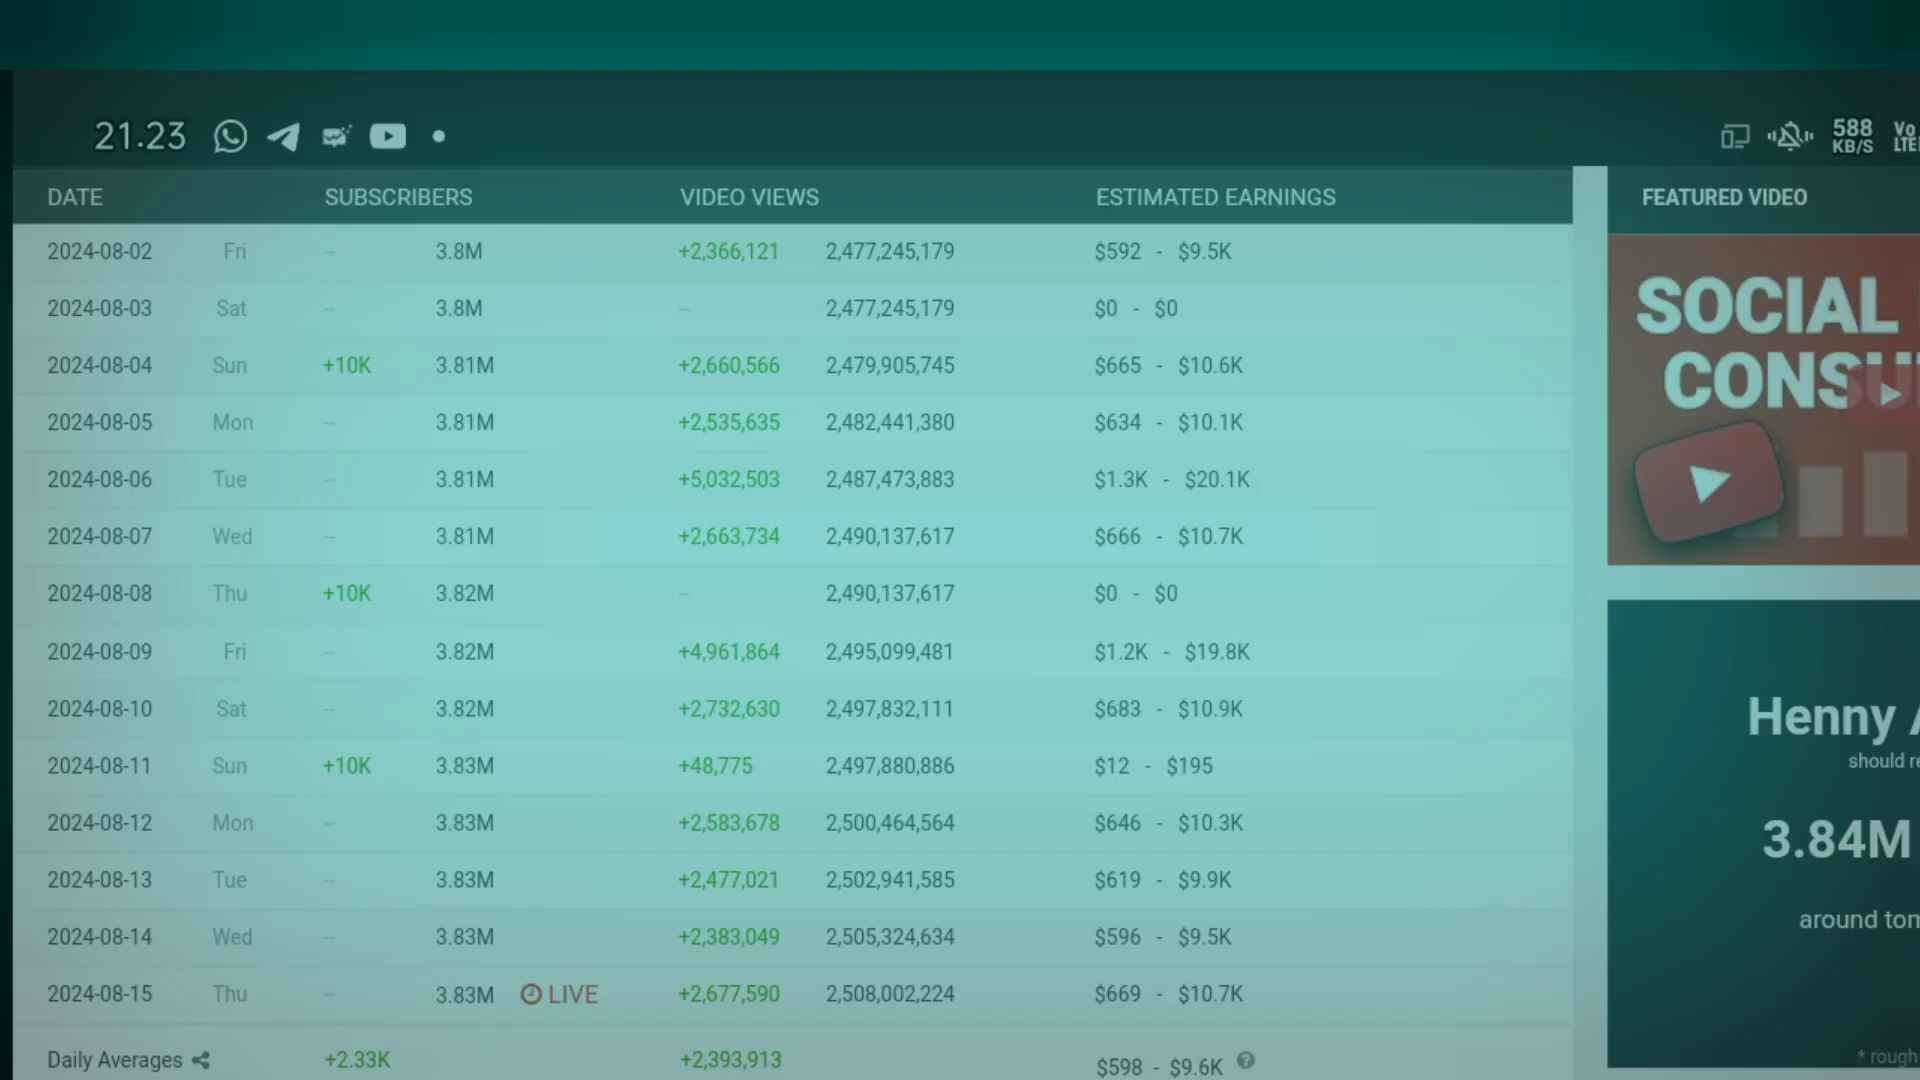 21.23
588
KB/S
Vo
LTE
DATE SUBSCRIBERS VIDEO VIEWS ESTIMATED EARNINGS
2024-08-02 Fri -- 3.8M +2,366,121 2,477,245,179 $592 - $9.5K
2024-08-03 Sat -- 3.8M -- 2,477,245,179 $0 - $0
2024-08-04 Sun +10K 3.81M +2,660,566 2,479,905,745 $665 - $10.6K
2024-08-05 Mon -- 3.81M +2,535,635 2,482,441,380 $634 - $10.1K
2024-08-06 Tue -- 3.81M +5,032,503 2,487,473,883 $1.3K - $20.1K
2024-08-07 Wed -- 3.81M +2,663,734 2,490,137,617 $666 - $10.7K
2024-08-08 Thu +10K 3.82M -- 2,490,137,617 $0 - $0
2024-08-09 Fri -- 3.82M +4,961,864 2,495,099,481 $1.2K - $19.8K
2024-08-10 Sat -- 3.82M +2,732,630 2,497,832,111 $683 - $10.9K
2024-08-11 Sun +10K 3.83M +48,775 2,497,880,886 $12 - $195
2024-08-12 Mon -- 3.83M +2,583,678 2,500,464,564 $646 - $10.3K
2024-08-13 Tue -- 3.83M +2,477,021 2,502,941,585 $619 - $9.9K
2024-08-14 Wed -- 3.83M +2,383,049 2,505,324,634 $596 - $9.5K
2024-08-15 Thu -- 3.83M LIVE +2,677,590 2,508,002,224 $669 - $10.7K
Daily Averages +2.33K +2,393,913 $598 - $9.6K
FEATURED VIDEO
SOCIAL
Henny
should
3.84M
around